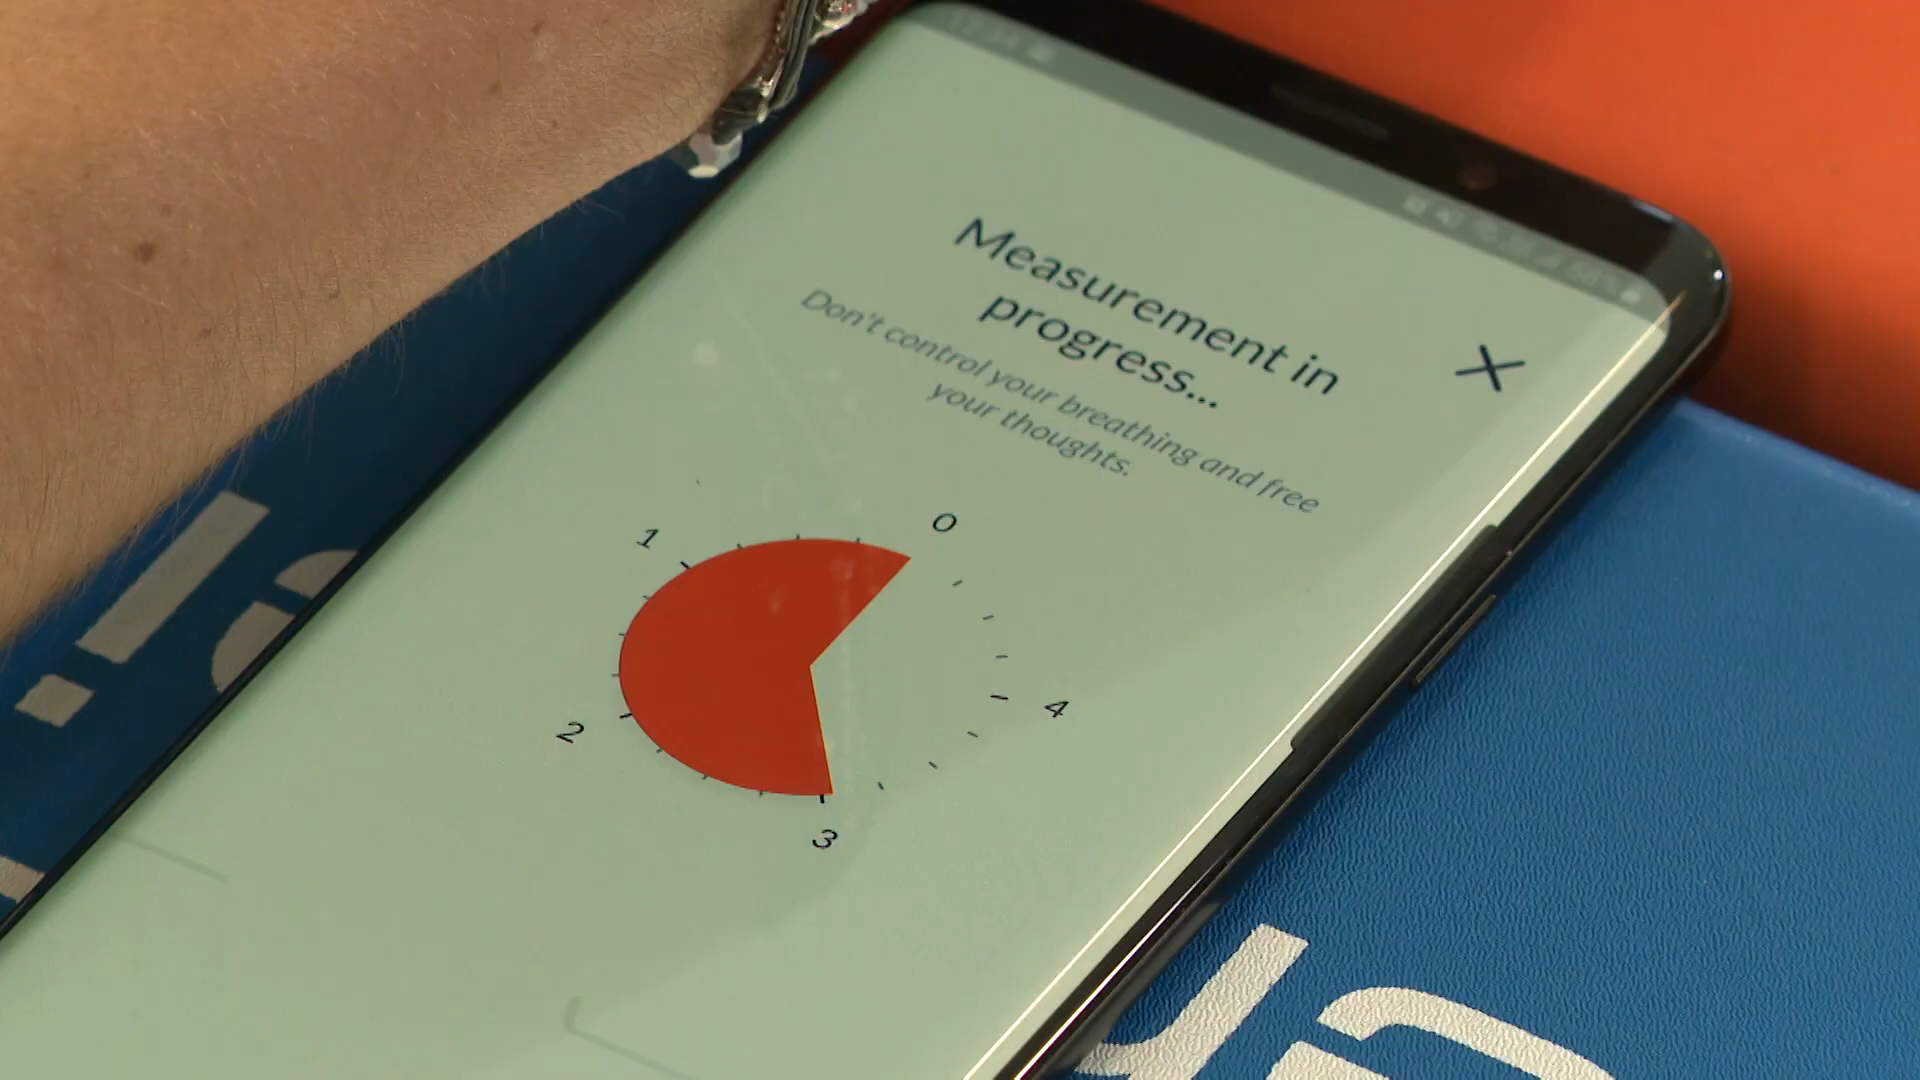 Measurement in
progress...
Don't control your breathing and free
your thoughts.
0
1
2
3
4